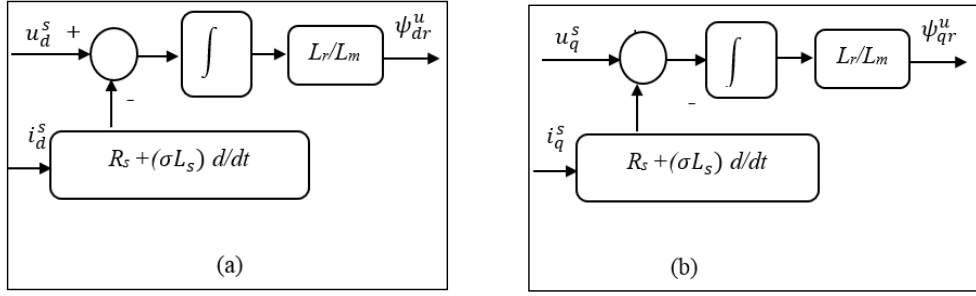 u_d^s + ∫ L_r/L_m ψ_dr^u
-
i_d^s
R_s +(σL_s) d/dt
(a)
u_q^s ∫ L_r/L_m ψ_qr^u
-
i_q^s
R_s +(σL_s) d/dt
(b)